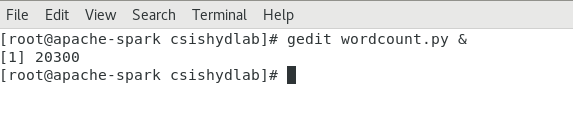 File Edit View Search Terminal Help
[root@apache-spark csishydlab]# gedit wordcount.py &
[1] 20300
[root@apache-spark csishydlab]#